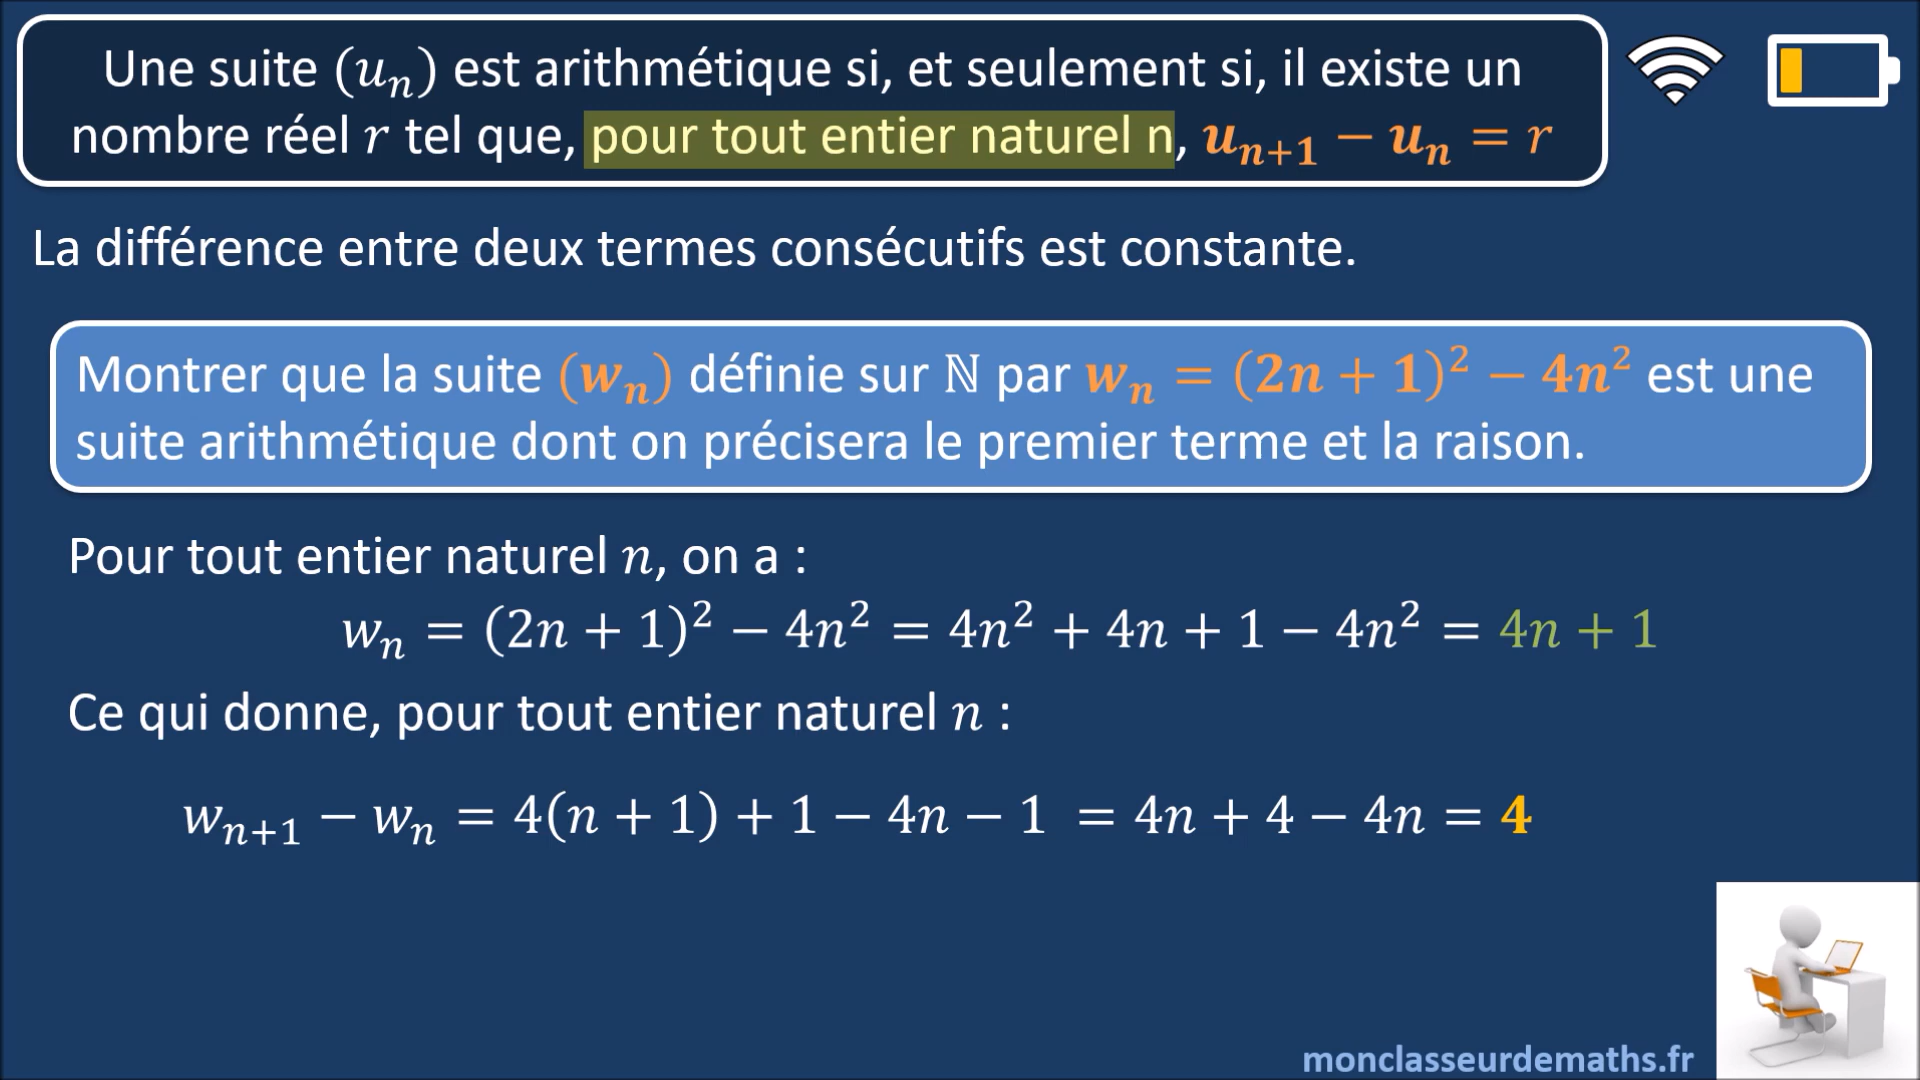 Une suite (uₙ) est arithmétique si, et seulement si, il existe un
nombre réel r tel que, pour tout entier naturel n, uₙ₊₁ − uₙ = r
La différence entre deux termes consécutifs est constante.
Montrer que la suite (wₙ) définie sur ℕ par wₙ = (2n + 1)² − 4n² est une
suite arithmétique dont on précisera le premier terme et la raison.
Pour tout entier naturel n, on a :
wₙ = (2n + 1)² − 4n² = 4n² + 4n + 1 − 4n² = 4n + 1
Ce qui donne, pour tout entier naturel n :
wₙ₊₁ − wₙ = 4(n + 1) + 1 − 4n − 1 = 4n + 4 − 4n = 4
monclasseurdemaths.fr